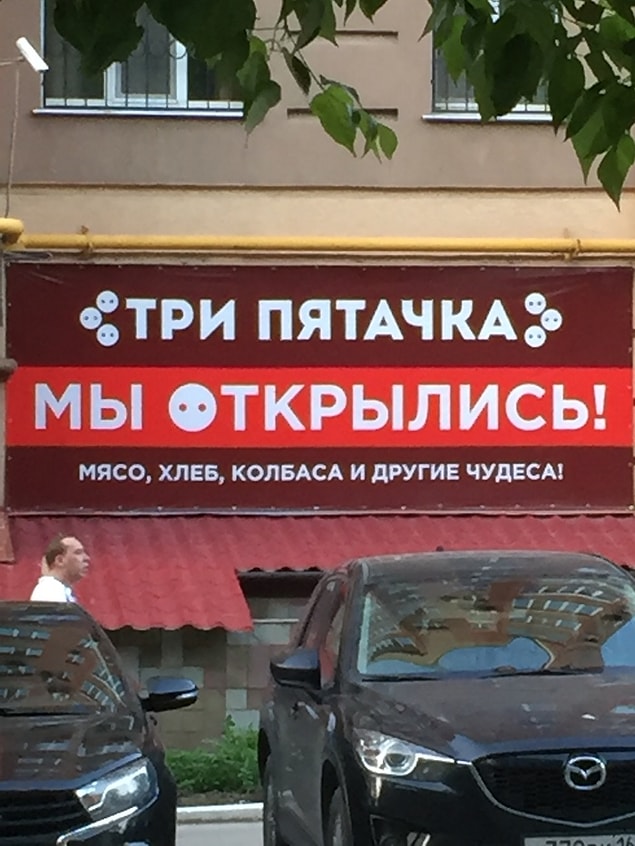 ТРИ ПЯТАЧКА
МЫ ОТКРЫЛИСЬ!
МЯСО, ХЛЕБ, КОЛБАСА И ДРУГИЕ ЧУДЕСА!